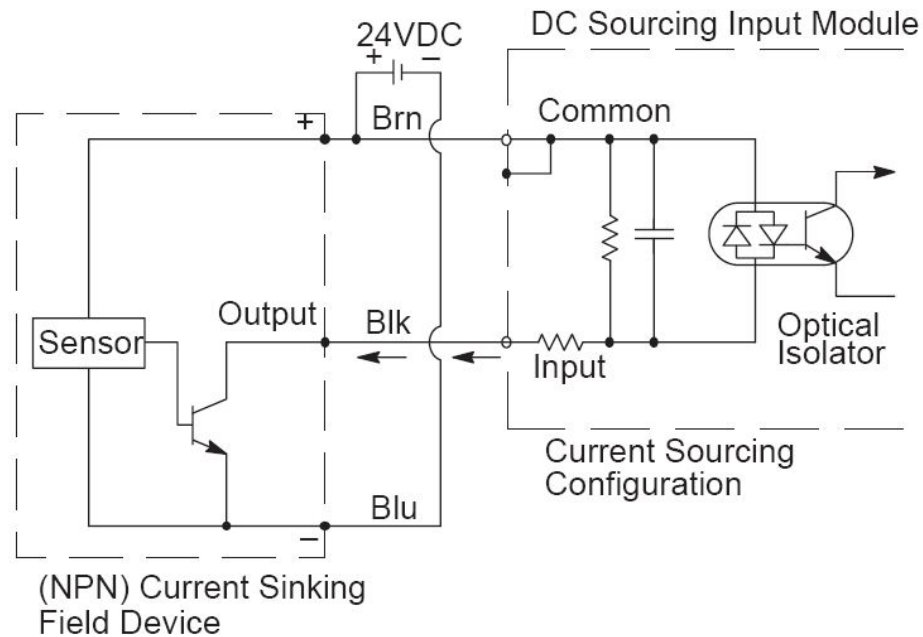 DC Sourcing Input Module
24VDC
+ −
+ Brn Common
Output Blk
Sensor
Input
Optical
Isolator
Current Sourcing
Configuration
Blu
−
(NPN) Current Sinking
Field Device